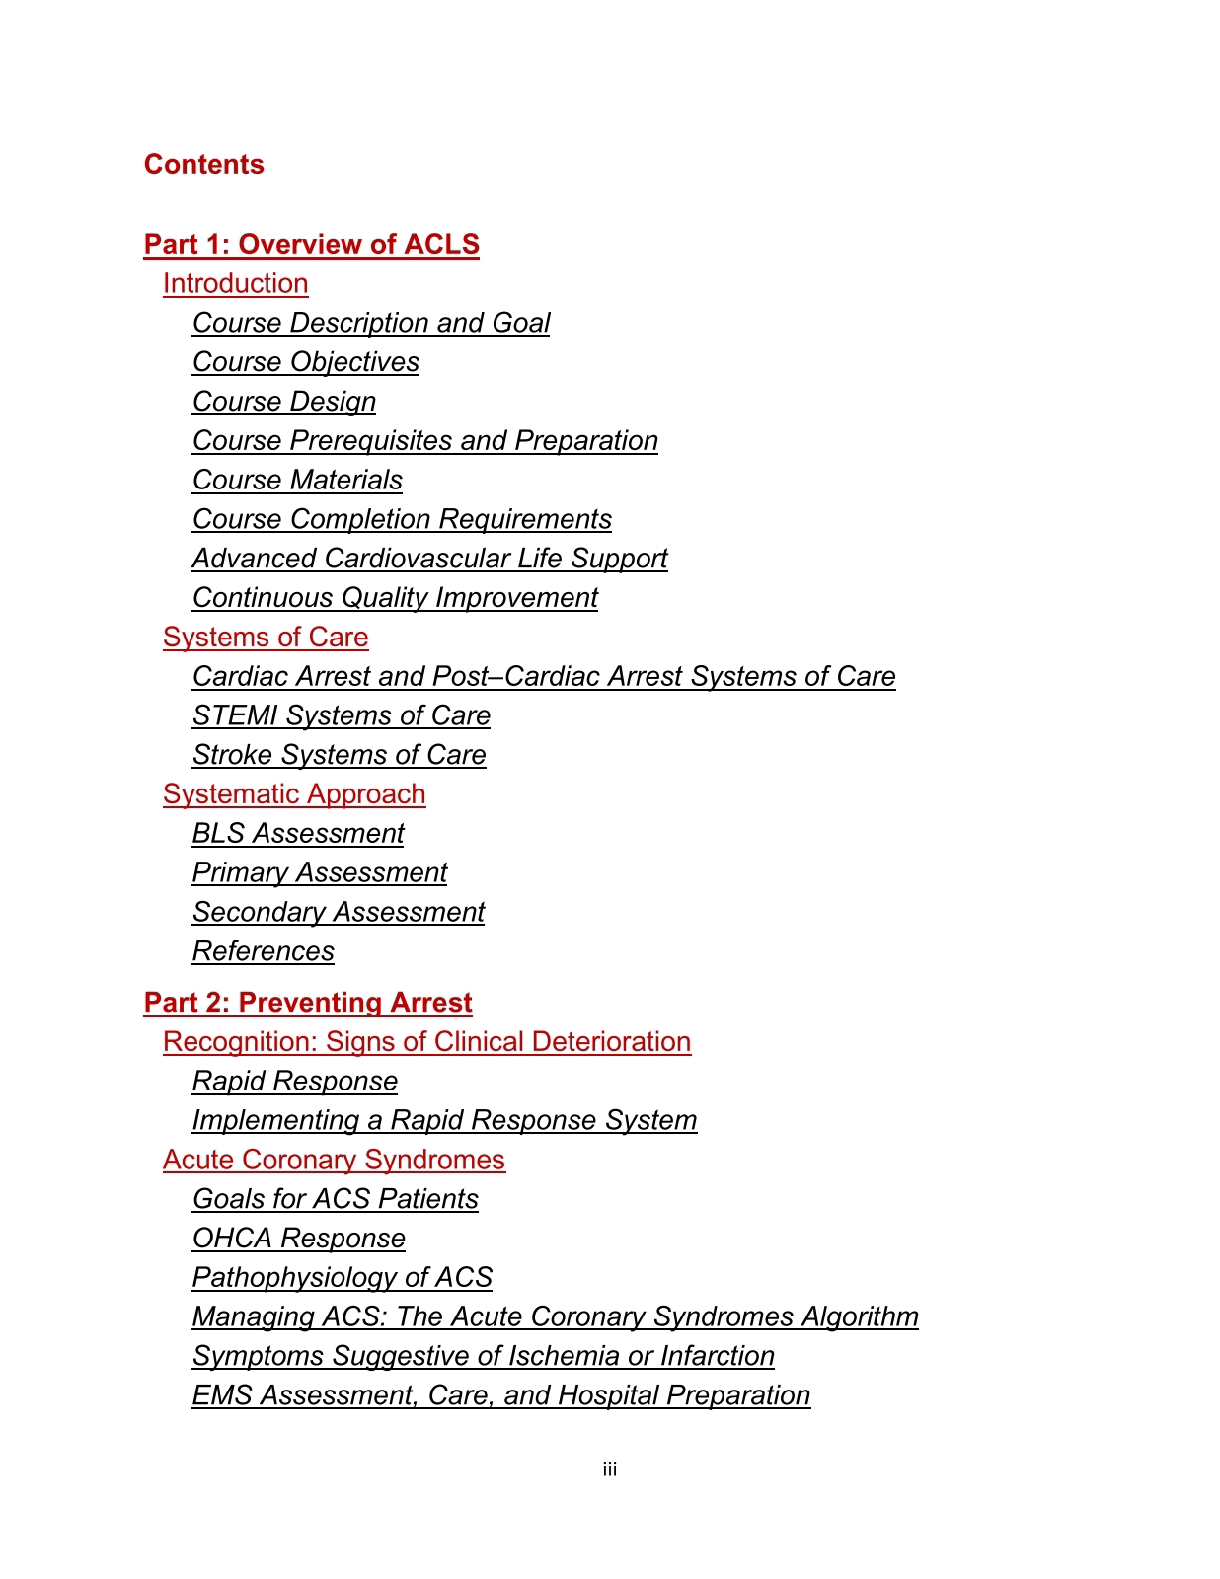 Contents
Part 1: Overview of ACLS
Introduction
Course Description and Goal
Course Objectives
Course Design
Course Prerequisites and Preparation
Course Materials
Course Completion Requirements
Advanced Cardiovascular Life Support
Continuous Quality Improvement
Systems of Care
Cardiac Arrest and Post–Cardiac Arrest Systems of Care
STEMI Systems of Care
Stroke Systems of Care
Systematic Approach
BLS Assessment
Primary Assessment
Secondary Assessment
References
Part 2: Preventing Arrest
Recognition: Signs of Clinical Deterioration
Rapid Response
Implementing a Rapid Response System
Acute Coronary Syndromes
Goals for ACS Patients
OHCA Response
Pathophysiology of ACS
Managing ACS: The Acute Coronary Syndromes Algorithm
Symptoms Suggestive of Ischemia or Infarction
EMS Assessment, Care, and Hospital Preparation
iii